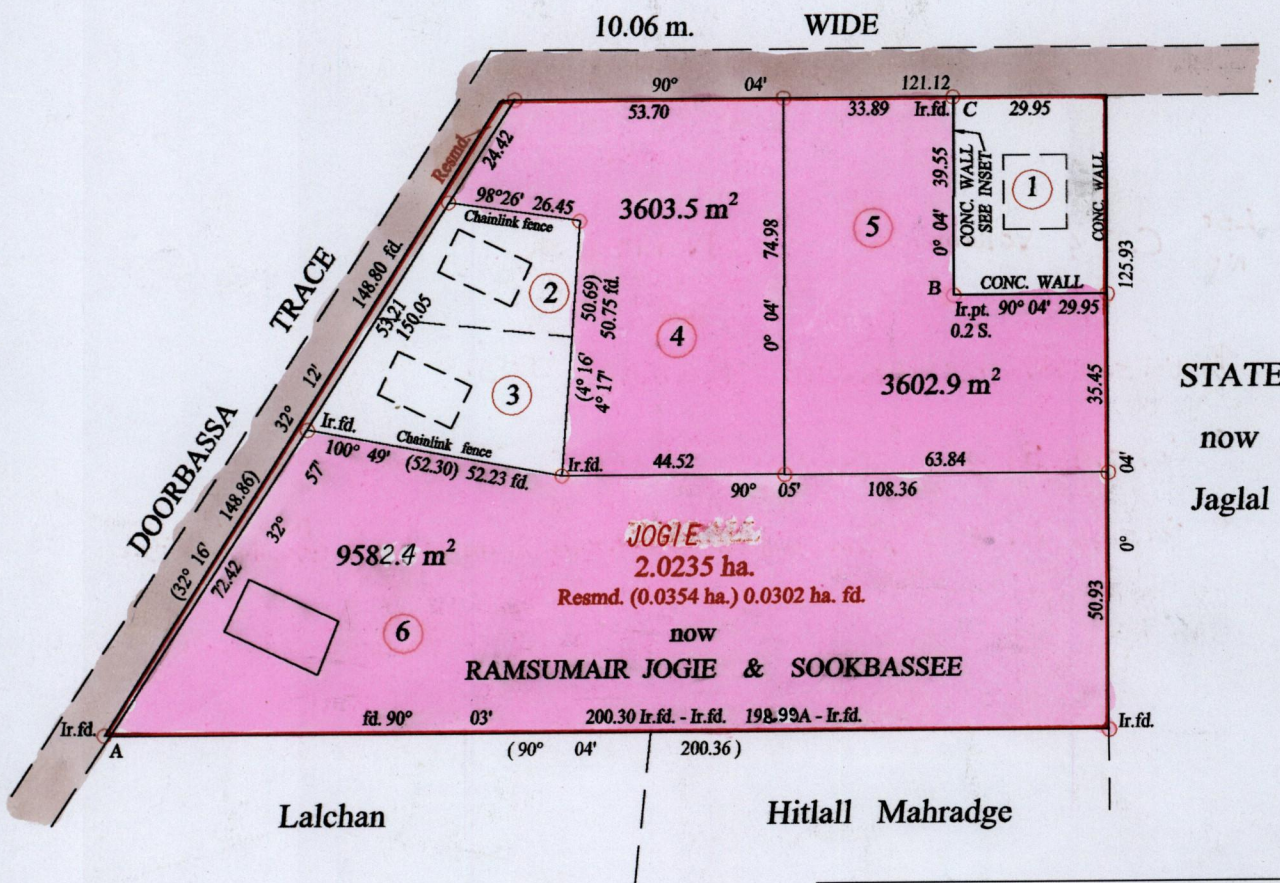 10.06 m. WIDE
90° 04' 121.12
53.70 33.89 Ir.fd. C 29.95
Resmd.
24.42
98°26' 26.45
Chainlink fence
3603.5 m²
39.55
0° 04'
CONC. WALL
SEE INSET
1
CONC. WALL
5
74.98
0° 04'
TRACE
148.80 fd.
53.21
150.05
2
50.69)
50.75 fd.
4
(4° 16'
4° 17'
B
CONC. WALL
Ir.pt. 90° 04' 29.95
0.2 S.
125.93
3602.9 m²
35.45
STATE
now
Jaglal
12'
32°
3
Ir.fd.
Chainlink fence
100° 49' (52.30) 52.23 fd.
Ir.fd. 44.52 63.84
90° 05' 108.36
04'
0°
50.93
DOORBASSA
148.86)
57'
32°
(32° 16'
72.42
9582.4 m²
JOGIE
2.0235 ha.
Resmd. (0.0354 ha.) 0.0302 ha. fd.
now
6
RAMSUMAIR JOGIE & SOOKBASSEE
Ir.fd. fd. 90° 03' 200.30 Ir.fd. - Ir.fd. 198.99A - Ir.fd. Ir.fd.
A
( 90° 04' 200.36 )
Lalchan
Hitlall Mahradge